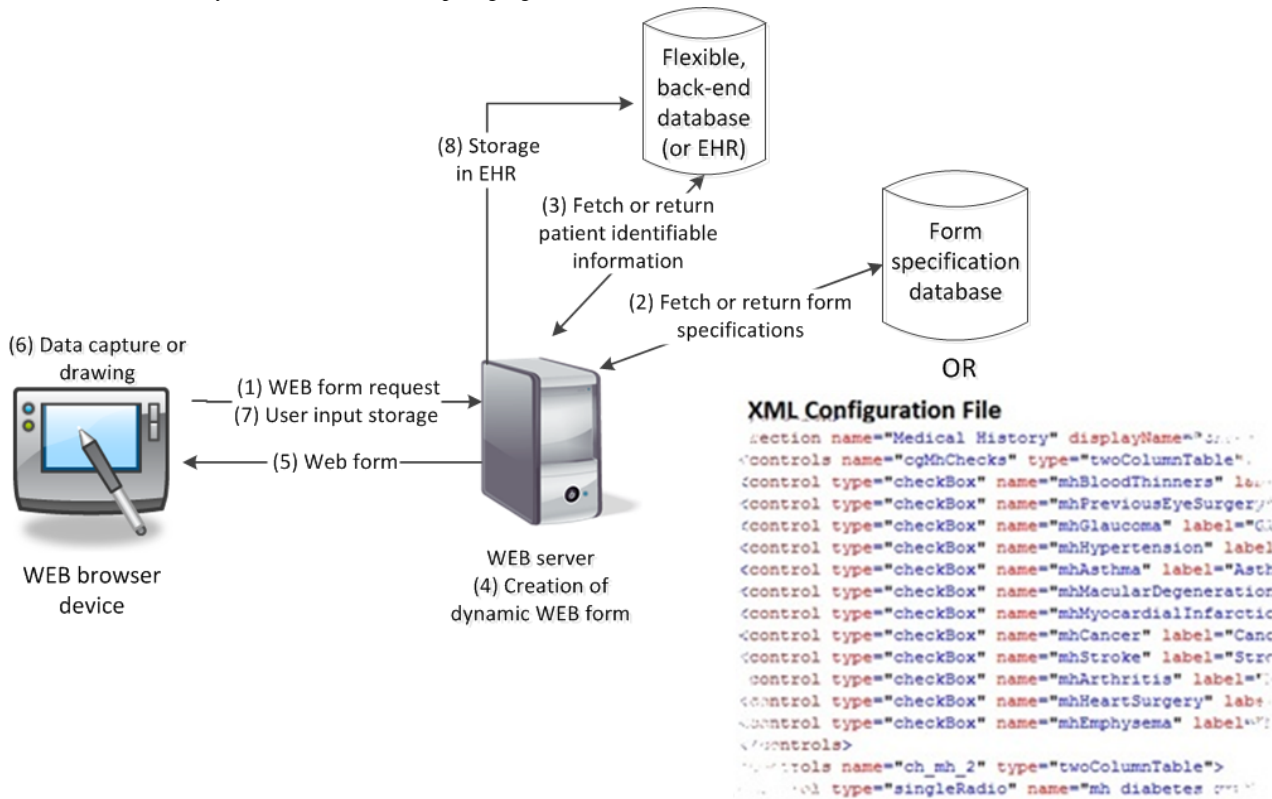 Flexible,
back-end
database
(or EHR)
(8) Storage
in EHR
(3) Fetch or return
patient identifiable
information
Form
specification
database
(2) Fetch or return form
specifications
OR
(6) Data capture or
drawing
(1) WEB form request
(7) User input storage
(5) Web form
WEB browser
device
WEB server
(4) Creation of
dynamic WEB form
XML Configuration File
name="Medical History" displayName="
<controls name="cgMhChecks" type="twoColumnTable"
<control type="checkBox" name="mhBloodThinners"
<control type="checkBox" name="mhPreviousEyeSurgery"
<control type="checkBox" name="mhGlaucoma" label="
<control type="checkBox" name="mhHypertension" label
<control type="checkBox" name="mhAsthma" label="Asth
<control type="checkBox" name="mhMacularDegeneration
<control type="checkBox" name="mhMyocardialInfarctio
<control type="checkBox" name="mhCancer" label="Canc
<control type="checkBox" name="mhStroke" label="Stro
control type="checkBox" name="mhArthritis" label="
<control type="checkBox" name="mhHeartSurgery"
<control type="checkBox" name="mhEmphysema" label="
</controls>
name="ch_mh_2" type="twoColumnTable">
type="singleRadio" name="mh diabetes